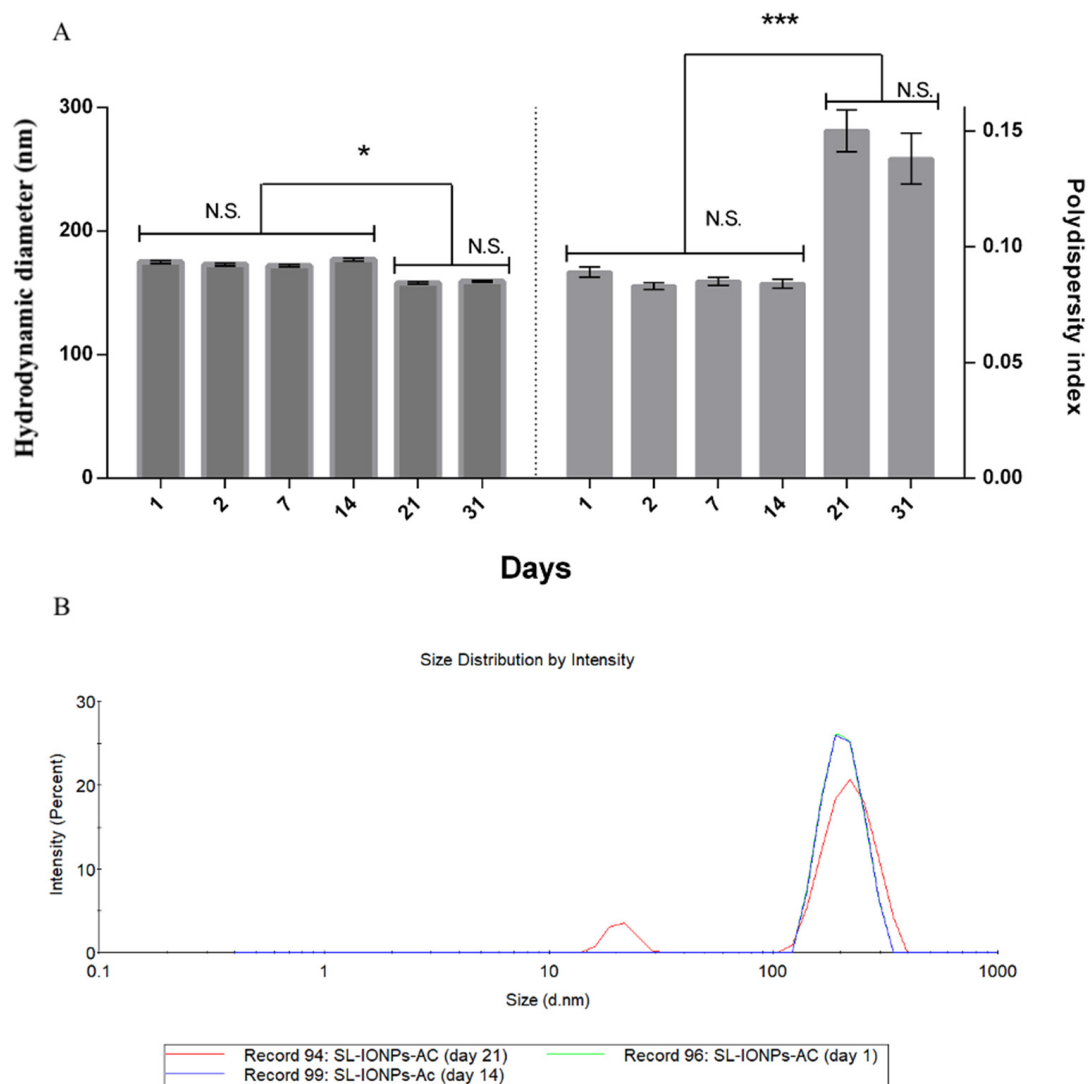 A
***
N.S.
*
N.S.
N.S.
N.S.
Hydrodynamic diameter (nm)
300
200
100
0
1
2
7
14
21
31
1
2
7
14
21
31
0.15
0.10
0.05
0.00
Polydispersity index
Days
B
Size Distribution by Intensity
Intensity (Percent)
30
20
10
0
0.1
1
10
100
1000
Size (d.nm)
Record 94: SL-IONPs-AC (day 21)
Record 96: SL-IONPs-AC (day 1)
Record 99: SL-IONPs-Ac (day 14)